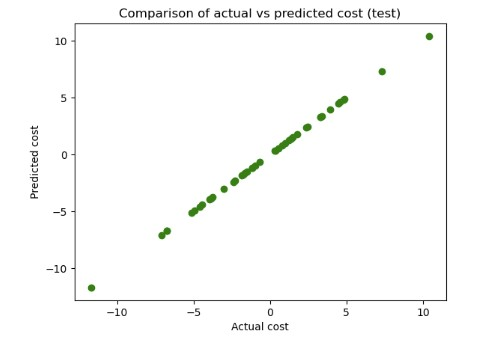 Comparison of actual vs predicted cost (test)
10
5
0
−5
−10
Predicted cost
−10 −5 0 5 10
Actual cost